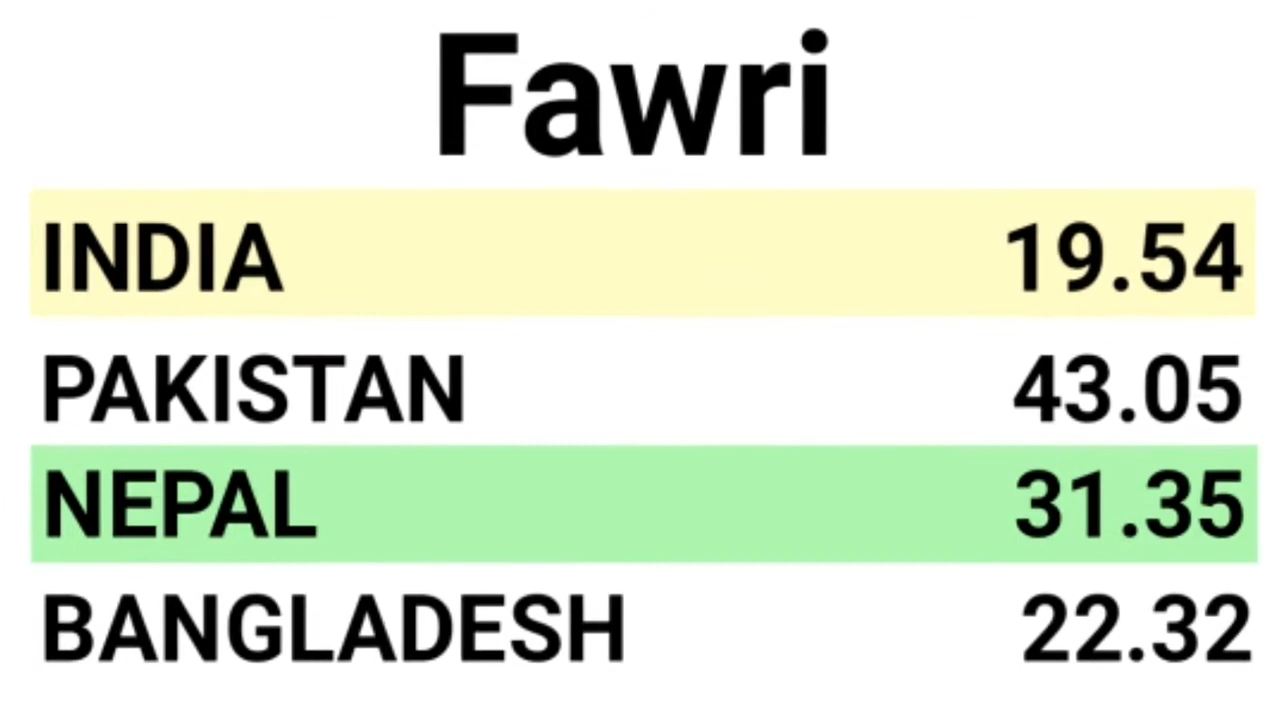 Fawri
INDIA 19.54
PAKISTAN 43.05
NEPAL 31.35
BANGLADESH 22.32